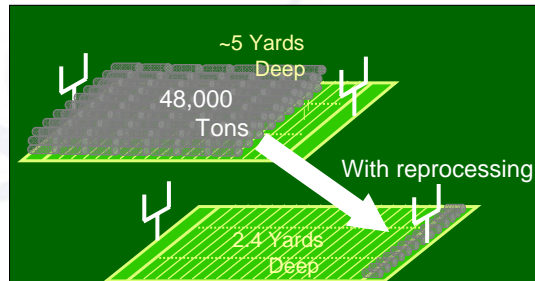 ~5 Yards
Deep
48,000
Tons
With reprocessing
2.4 Yards
Deep